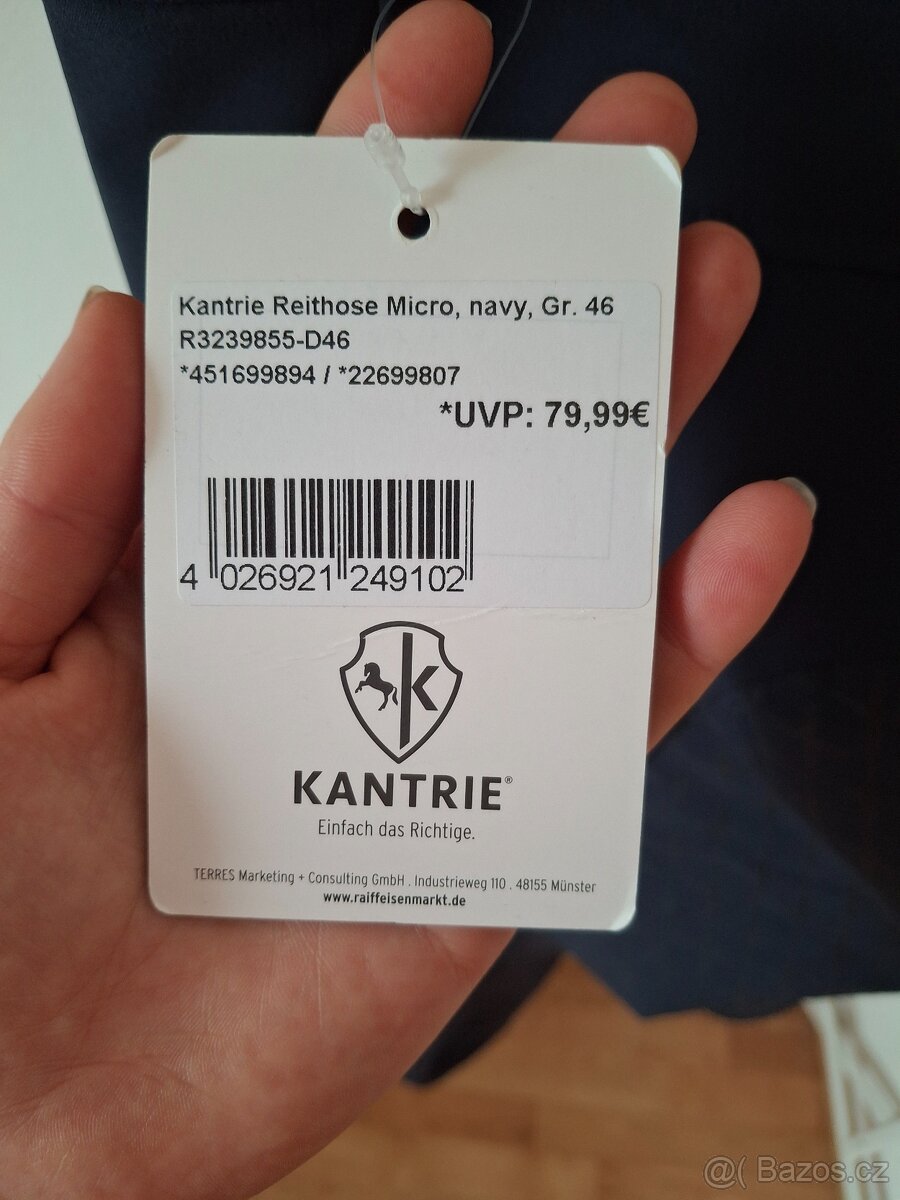 Kantrie Reithose Micro, navy, Gr. 46
R3239855-D46
*451699894 / *22699807
*UVP: 79,99€
4 026921 249102
K
KANTRIE®
Einfach das Richtige.
TERRES Marketing + Consulting GmbH . Industrieweg 110 . 48155 Münster
www.raiffeisenmarkt.de
@( Bazos.cz